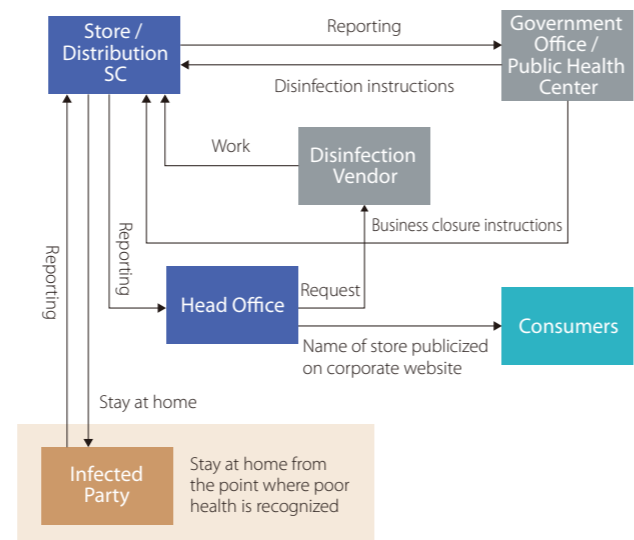 Store /
Distribution
SC
Reporting
Government
Office /
Public Health
Center
Disinfection instructions
Work
Disinfection
Vendor
Business closure instructions
Reporting
Reporting
Head Office
Request
Consumers
Name of store publicized
on corporate website
Stay at home
Infected
Party
Stay at home from
the point where poor
health is recognized